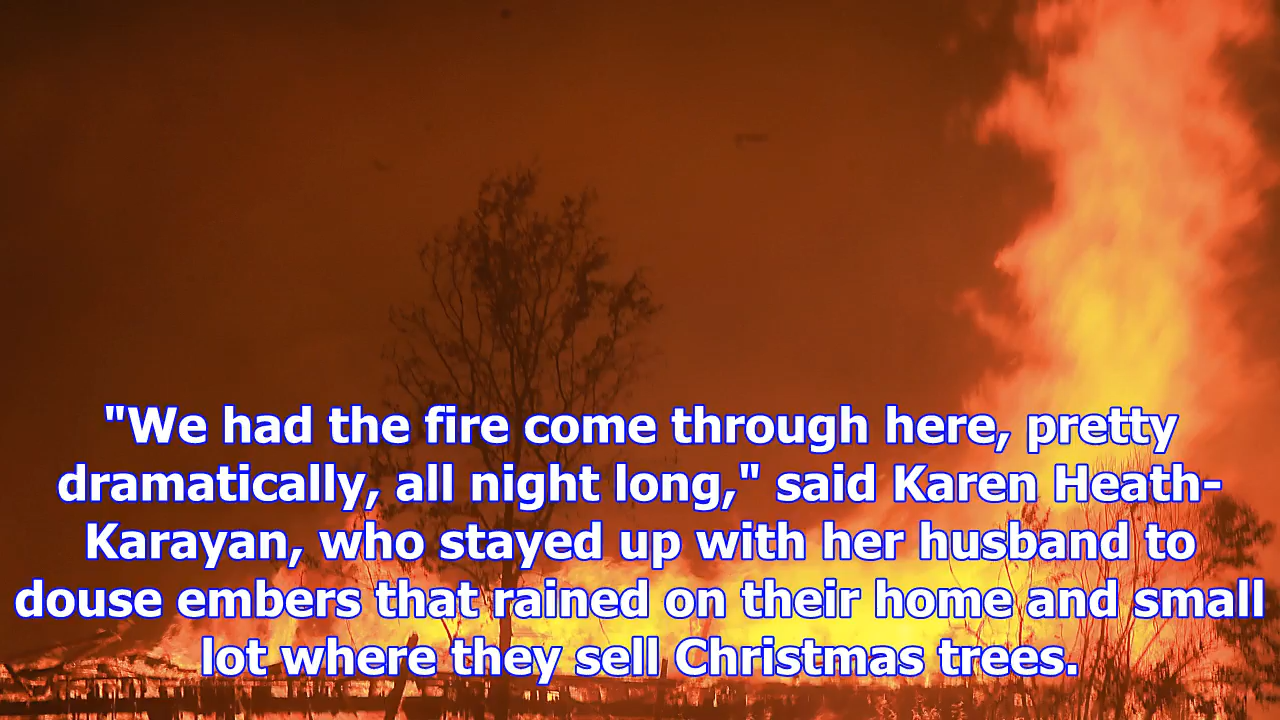 "We had the fire come through here, pretty
dramatically, all night long," said Karen Heath-
Karayan, who stayed up with her husband to
douse embers that rained on their home and small
lot where they sell Christmas trees.